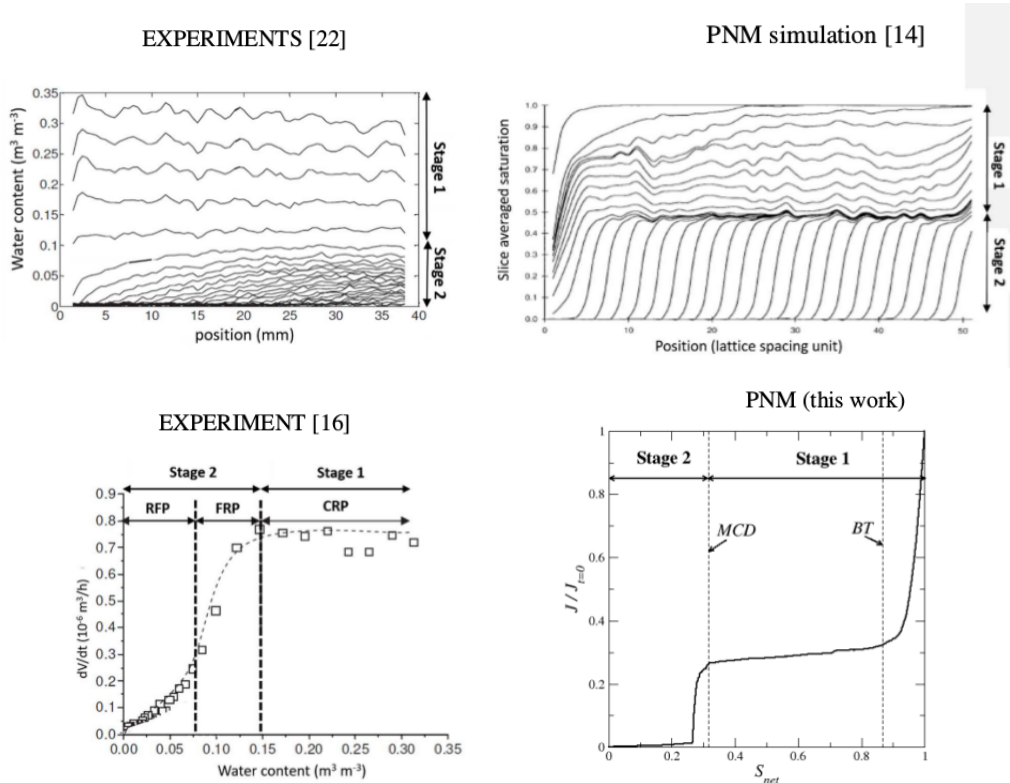 EXPERIMENTS [22]
PNM simulation [14]
Water content (m³ m⁻³)
0.35
0.3
0.25
0.2
0.15
0.1
0.05
0
0 5 10 15 20 25 30 35 40
position (mm)
Stage 1
Stage 2
Slice averaged saturation
1.0
0.9
0.8
0.7
0.6
0.5
0.4
0.3
0.2
0.1
0.0
0 10 20 30 40 50
Position (lattice spacing unit)
Stage 1
Stage 2
EXPERIMENT [16]
PNM (this work)
Stage 2 Stage 1
RFP FRP CRP
dV/dt (10⁻⁶ m³/h)
0.9
0.8
0.7
0.6
0.5
0.4
0.3
0.2
0.1
0.0
0.00 0.05 0.10 0.15 0.20 0.25 0.30 0.35
Water content (m³ m⁻³)
Stage 2 Stage 1
MCD BT
J / J t=0
1
0.8
0.6
0.4
0.2
0
0 0.2 0.4 0.6 0.8 1
S net